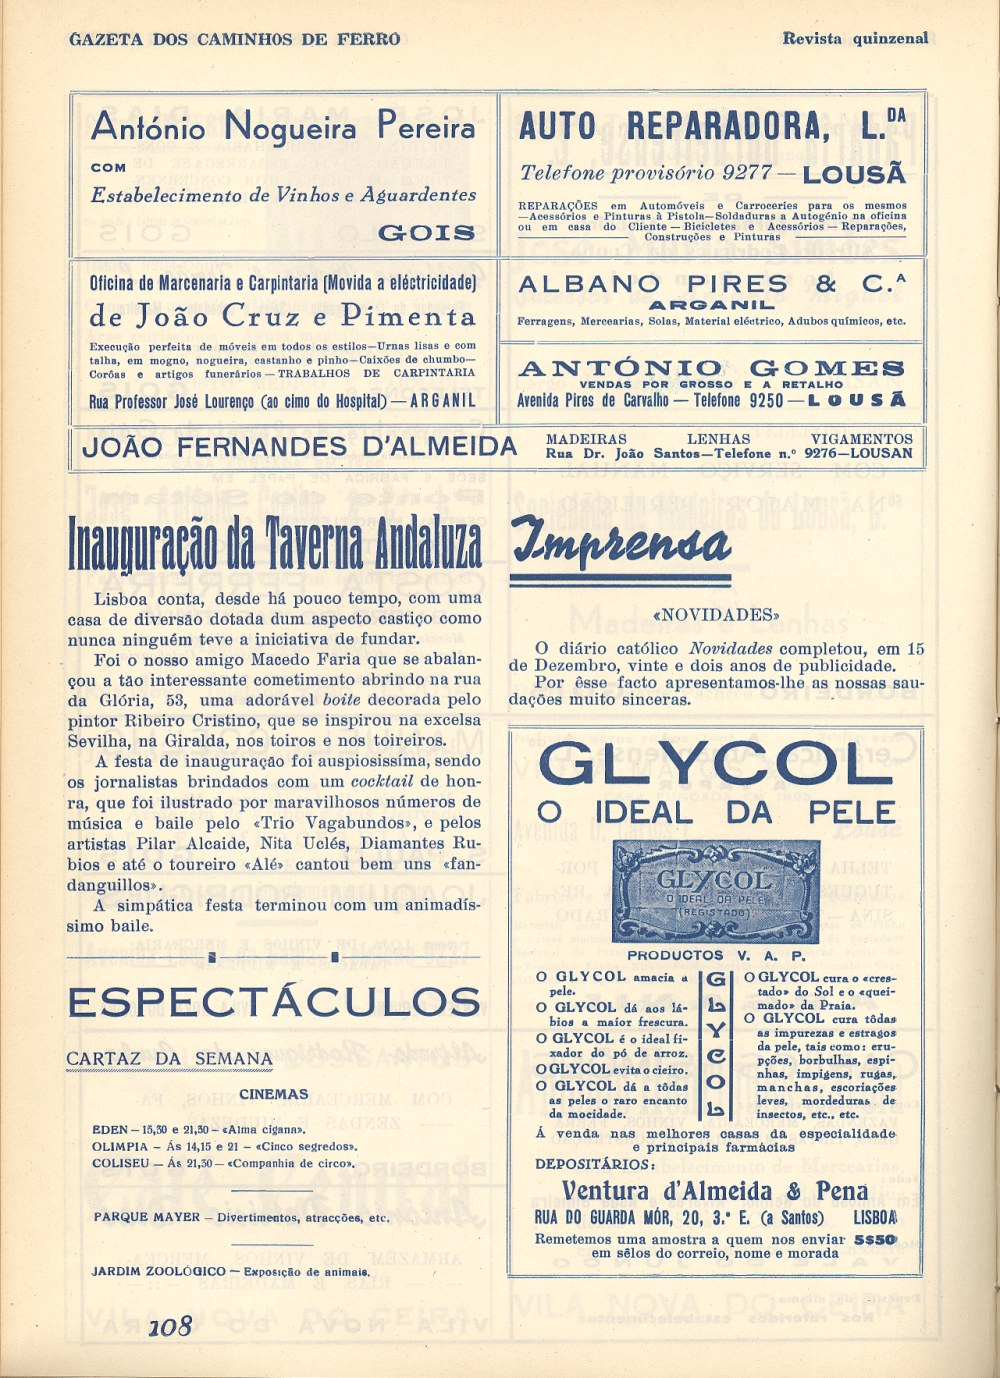 GAZETA DOS CAMINHOS DE FERRO
Revista quinzenal
António Nogueira Pereira
COM
Estabelecimento de Vinhos e Aguardentes
GOIS
Oficina de Marcenaria e Carpintaria (Movida a eléctricidade)
de João Cruz e Pimenta
Execução perfeita de móveis em todos os estilos—Urnas lisas e com
talha, em mogno, nogueira, castanho e pinho—Caixões de chumbo—
Corôas e artigos funerários — TRABALHOS DE CARPINTARIA
Rua Professor José Lourenço (ao cimo do Hospital) — ARGANIL
AUTO REPARADORA, L.DA
Telefone provisório 9277 — LOUSÃ
REPARAÇÕES em Automóveis e Carroceries para os mesmos
—Acessórios e Pinturas à Pistola—Soldaduras a Autogénio na oficina
ou em casa do Cliente — Bicicletes e Acessórios — Reparações,
Construções e Pinturas
ALBANO PIRES & C.A
ARGANIL
Ferragens, Mercearias, Solas, Material eléctrico, Adubos químicos, etc.
ANTÓNIO GOMES
VENDAS POR GROSSO E A RETALHO
Avenida Pires de Carvalho — Telefone 9250 — LOUSÃ
JOÃO FERNANDES D'ALMEIDA
MADEIRAS LENHAS VIGAMENTOS
Rua Dr. João Santos—Telefone n.º 9276—LOUSAN
Inauguração da Taverna Andaluza
Lisboa conta, desde há pouco tempo, com uma
casa de diversão dotada dum aspecto castiço como
nunca ninguém teve a iniciativa de fundar.
Foi o nosso amigo Macedo Faria que se abalan-
çou a tão interessante cometimento abrindo na rua
da Glória, 53, uma adorável boite decorada pelo
pintor Ribeiro Cristino, que se inspirou na excelsa
Sevilha, na Giralda, nos toiros e nos toireiros.
A festa de inauguração foi auspiosissíma, sendo
os jornalistas brindados com um cocktail de hon-
ra, que foi ilustrado por maravilhosos números de
música e baile pelo «Trio Vagabundos», e pelos
artistas Pilar Alcaide, Nita Uclés, Diamantes Ru-
bios e até o toureiro «Alé» cantou bem uns «fan-
danguillos».
A simpática festa terminou com um animadís-
simo baile.
ESPECTÁCULOS
CARTAZ DA SEMANA
CINEMAS
EDEN — 15,30 e 21,30 - «Alma cigana».
OLIMPIA — Ás 14,15 e 21 - «Cinco segredos».
COLISEU — Ás 21,30 — «Companhia de circo».
PARQUE MAYER — Divertimentos, atracções, etc.
JARDIM ZOOLÓGICO — Exposição de animais.
108
Imprensa
«NOVIDADES»
O diário católico Novidades completou, em 15
de Dezembro, vinte e dois anos de publicidade.
Por êsse facto apresentamos-lhe as nossas sau-
dações muito sinceras.
GLYCOL
O IDEAL DA PELE
GLYCOL
O IDEAL DA PELE
(REGISTADO)
PRODUCTOS V. A. P.
O GLYCOL amacia a
pele.
O GLYCOL dá aos lá-
bios a maior frescura.
O GLYCOL é o ideal fi-
xador do pó de arroz.
O GLYCOL evita o cieiro.
O GLYCOL dá a tôdas
as peles o raro encanto
da mocidade.
GLYCOL
O GLYCOL cura o «cres-
tado» do Sol e o «quei-
mado» da Praia.
O GLYCOL cura tôdas
as impurezas e estragos
da pele, tais como: eru-
pções, borbulhas, espi-
nhas, impigens, rugas,
manchas, escoriações
leves, mordeduras de
insectos, etc., etc.
Á venda nas melhores casas da especialidade
e principais farmácias
DEPOSITÁRIOS:
Ventura d'Almeida & Pena
RUA DO GUARDA MÓR, 20, 3.º E. (a Santos) LISBOA
Remetemos uma amostra a quem nos enviar 5$50
em sêlos do correio, nome e morada